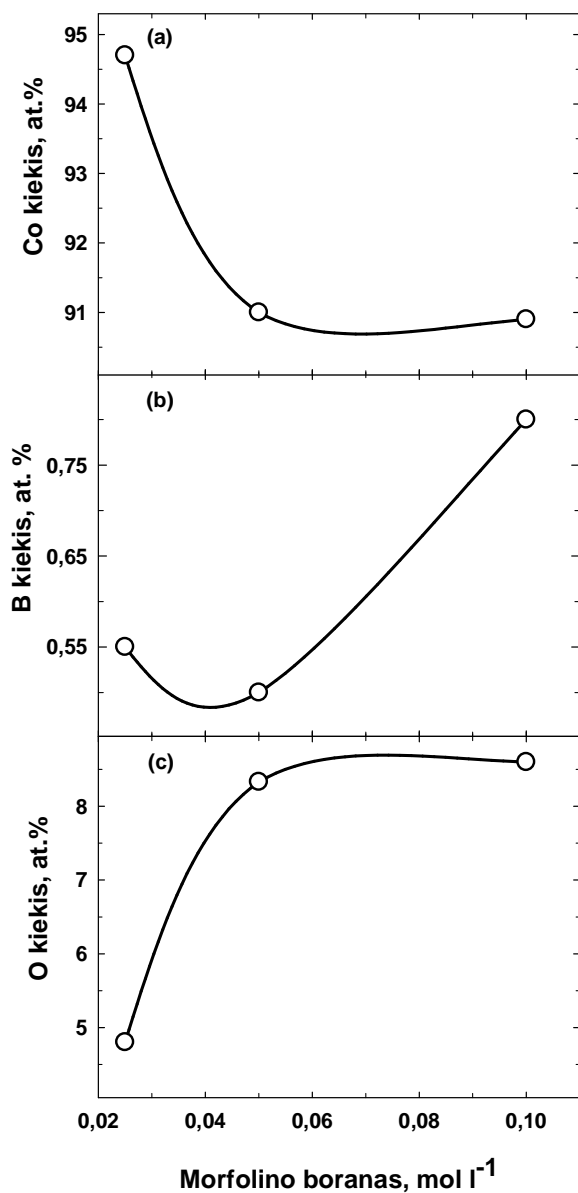 (a)
95
94
93
92
91
Co kiekis, at.%
(b)
0,75
0,65
0,55
B kiekis, at. %
(c)
8
7
6
5
O kiekis, at.%
0,02 0,04 0,06 0,08 0,10
Morfolino boranas, mol l⁻¹